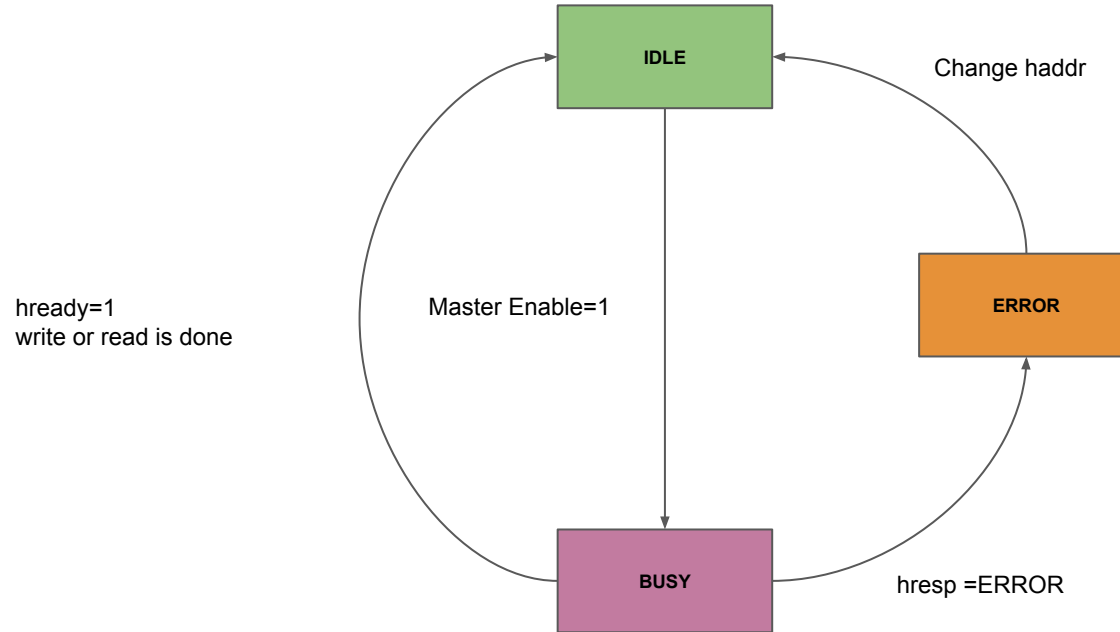 IDLE
Change haddr
hready=1
write or read is done
Master Enable=1
ERROR
BUSY
hresp =ERROR